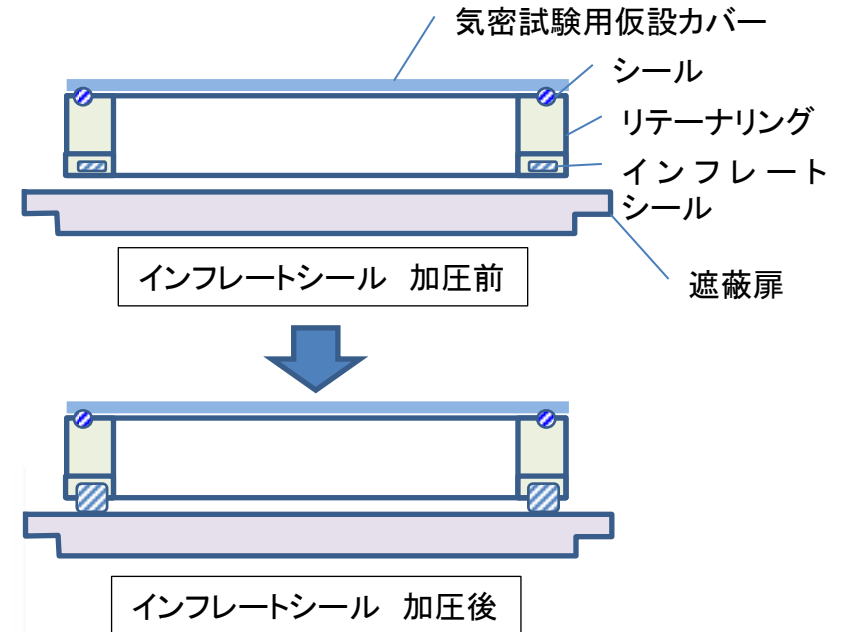 気密試験用仮設カバー
シール
リテーナリング
インフレート
シール
遮蔽扉
インフレートシール　加圧前
インフレートシール　加圧後